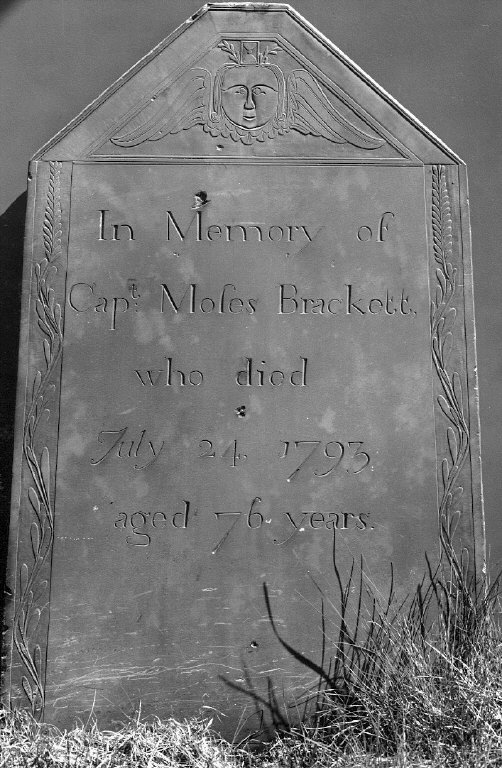 In Memory of
Capt. Moſes Brackett,
who died
July 24, 1793,
aged 76 years.